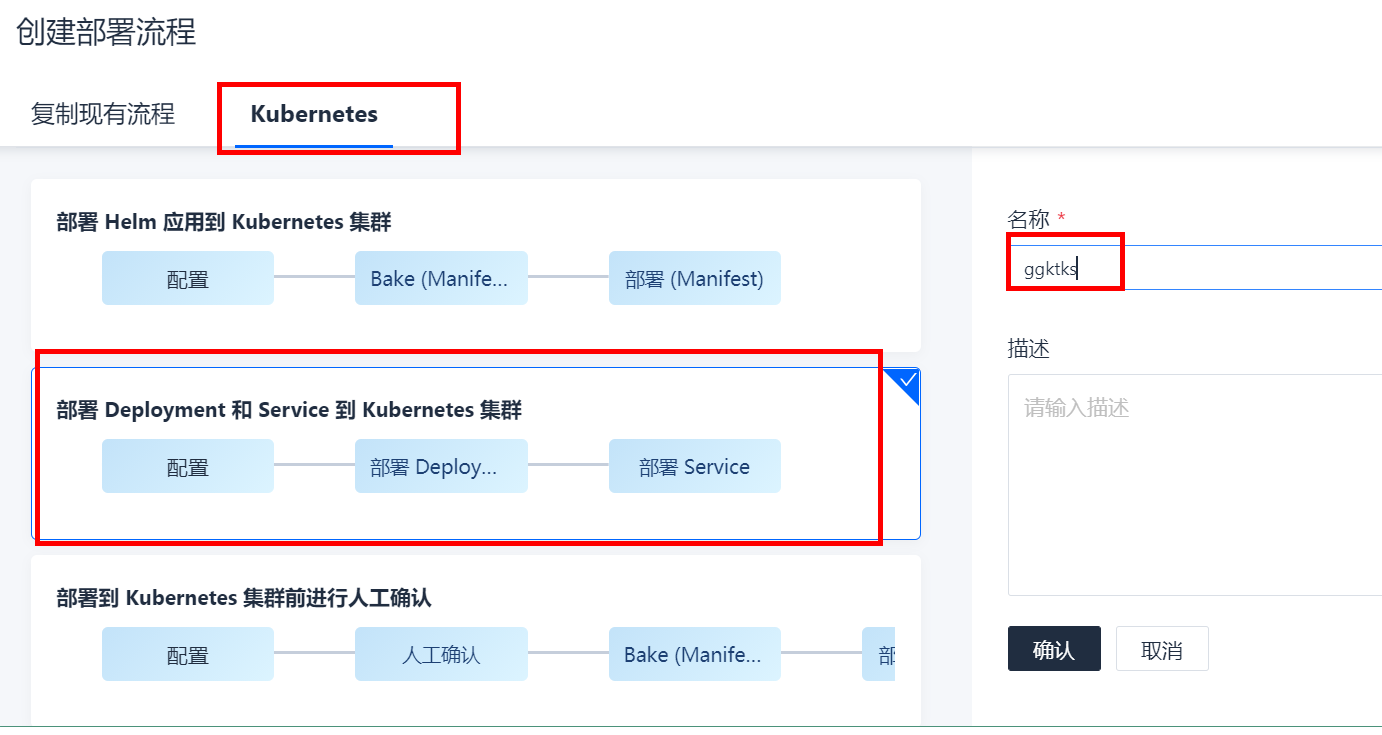 创建部署流程
复制现有流程
Kubernetes
部署 Helm 应用到 Kubernetes 集群
配置
Bake (Manife...
部署 (Manifest)
部署 Deployment 和 Service 到 Kubernetes 集群
配置
部署 Deploy...
部署 Service
部署到 Kubernetes 集群前进行人工确认
配置
人工确认
Bake (Manife...
部
名称 *
ggktks
描述
请输入描述
确认
取消